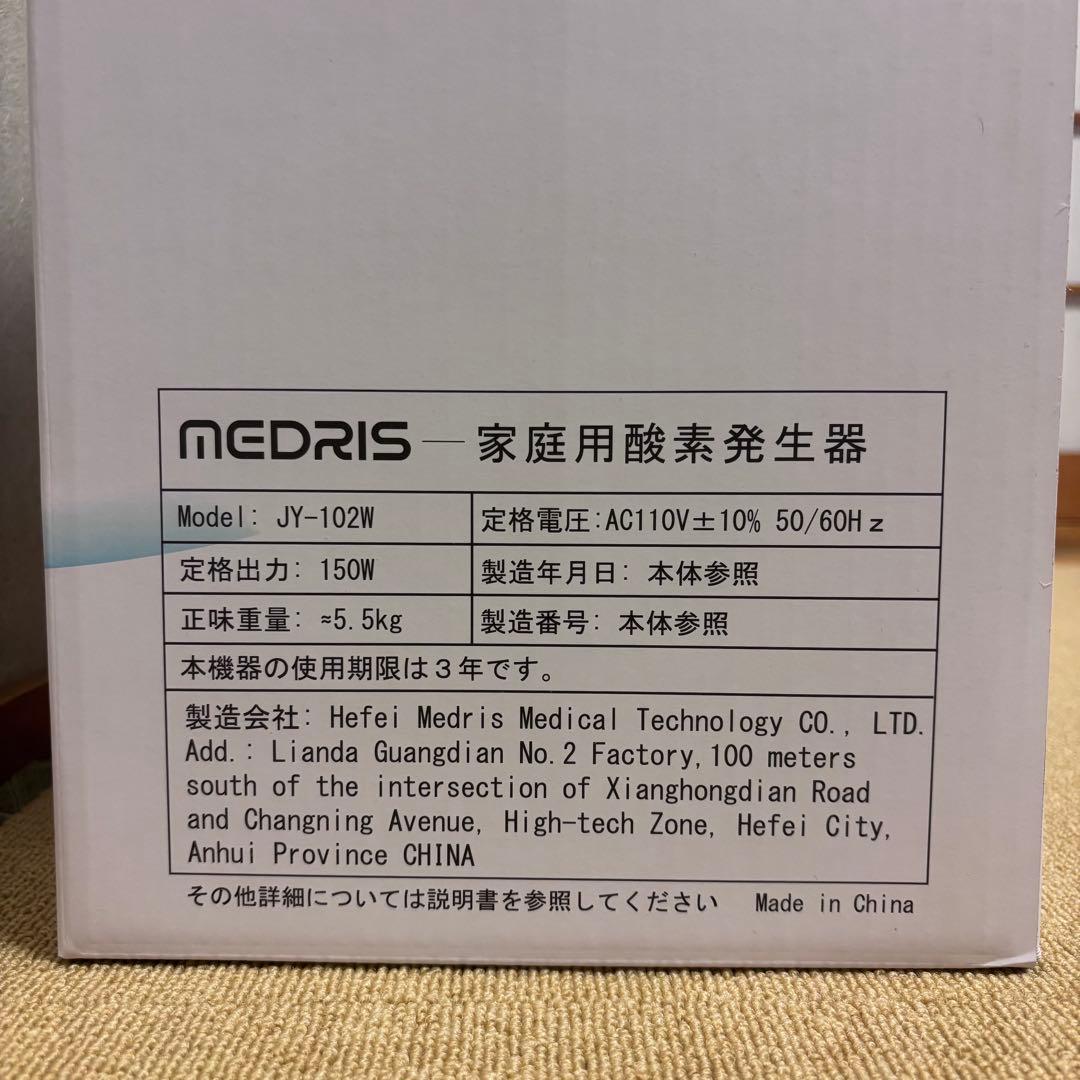 MEDRIS — 家庭用酸素発生器
Model: JY-102W 定格電圧:AC110V±10% 50/60Hz
定格出力: 150W 製造年月日: 本体参照
正味重量: ≈5.5kg 製造番号: 本体参照
本機器の使用期限は3年です。
製造会社: Hefei Medris Medical Technology CO., LTD.
Add.: Lianda Guangdian No.2 Factory,100 meters
south of the intersection of Xianghongdian Road
and Changning Avenue, High-tech Zone, Hefei City,
Anhui Province CHINA
その他詳細については説明書を参照してください Made in China